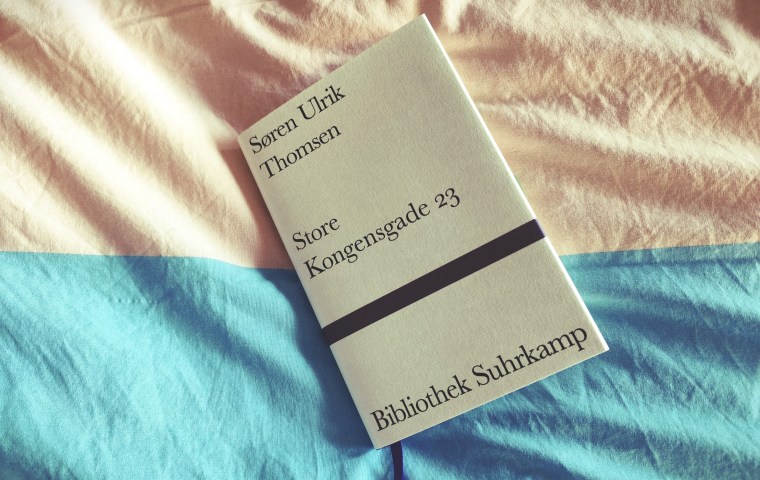 Søren Ulrik
Thomsen
Store
Kongensgade 23
Bibliothek Suhrkamp